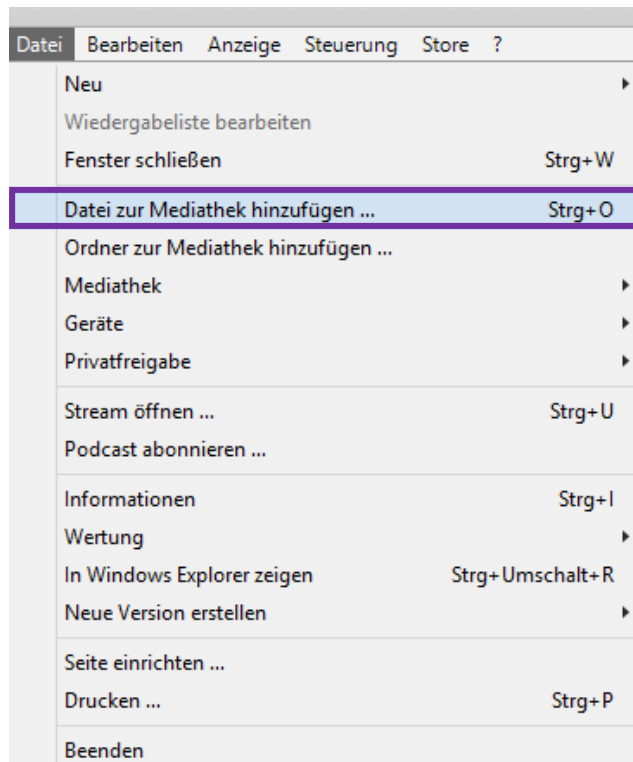 Datei Bearbeiten Anzeige Steuerung Store ?
Neu
Wiedergabeliste bearbeiten
Fenster schließen Strg+W
Datei zur Mediathek hinzufügen ... Strg+O
Ordner zur Mediathek hinzufügen ...
Mediathek
Geräte
Privatfreigabe
Stream öffnen ... Strg+U
Podcast abonnieren ...
Informationen Strg+I
Wertung
In Windows Explorer zeigen Strg+Umschalt+R
Neue Version erstellen
Seite einrichten ...
Drucken ... Strg+P
Beenden